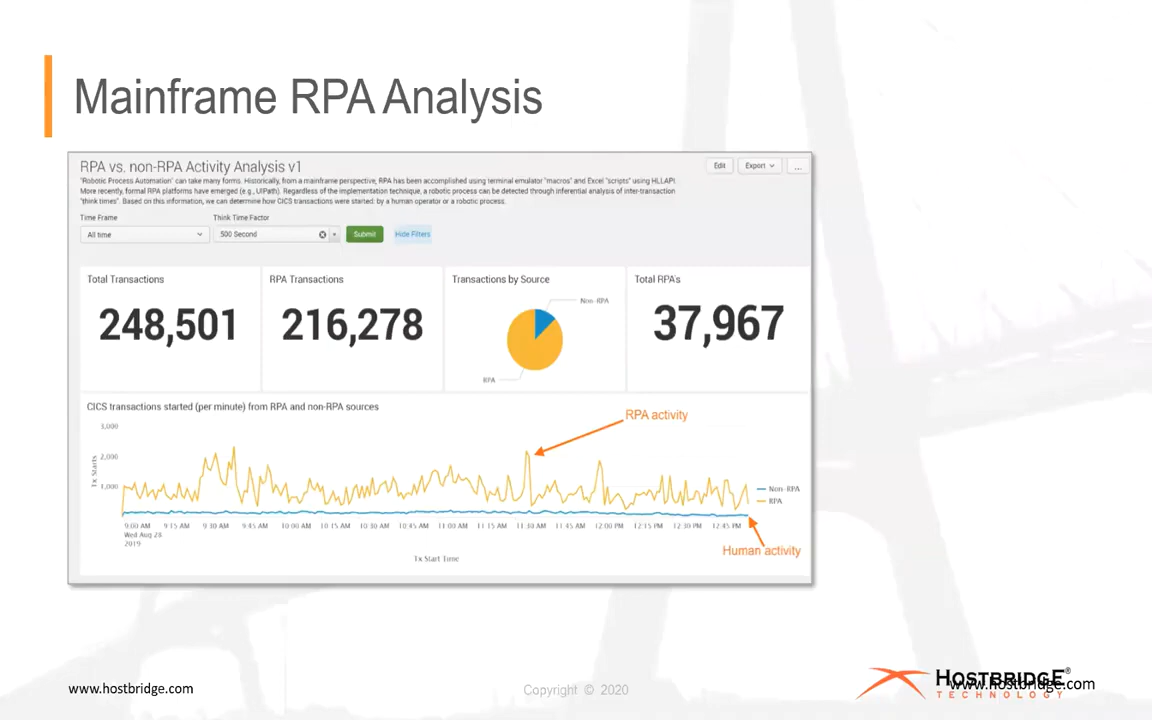 Mainframe RPA Analysis
RPA vs. non-RPA Activity Analysis v1
Edit
Export
...
"Robotic Process Automation" can take many forms. Historically, from a mainframe perspective, RPA has been accomplished using terminal emulator "macros" and Excel "scripts" using HLLAPI.
More recently, formal RPA platforms have emerged (e.g., UIPath). Regardless of the implementation technique, a robotic process can be detected through inferential analysis of inter-transaction
"think times". Based on this information, we can determine how CICS transactions were started: by a human operator or a robotic process.
Time Frame
Think Time Factor
All time
500 Second
Submit
Hide Filters
Total Transactions
248,501
RPA Transactions
216,278
Transactions by Source
Non-RPA
RPA
Total RPA's
37,967
CICS transactions started (per minute) from RPA and non-RPA sources
RPA activity
3,000
2,000
1,000
Tx Starts
Non-RPA
RPA
9:00 AM 9:15 AM 9:30 AM 9:45 AM 10:00 AM 10:15 AM 10:30 AM 10:45 AM 11:00 AM 11:15 AM 11:30 AM 11:45 AM 12:00 PM 12:15 PM 12:30 PM 12:45 PM
Wed Aug 28
2019
Human activity
Tx Start Time
www.hostbridge.com
Copyright © 2020
HOSTBRIDGE®
www.hostbridge.com
TECHNOLOGY